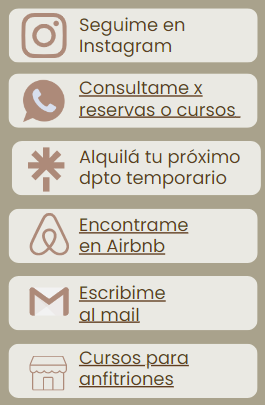 Seguime en
Instagram
Consultame x
reservas o cursos
Alquilá tu próximo
dpto temporario
Encontrame
en Airbnb
Escribime
al mail
Cursos para
anfitriones